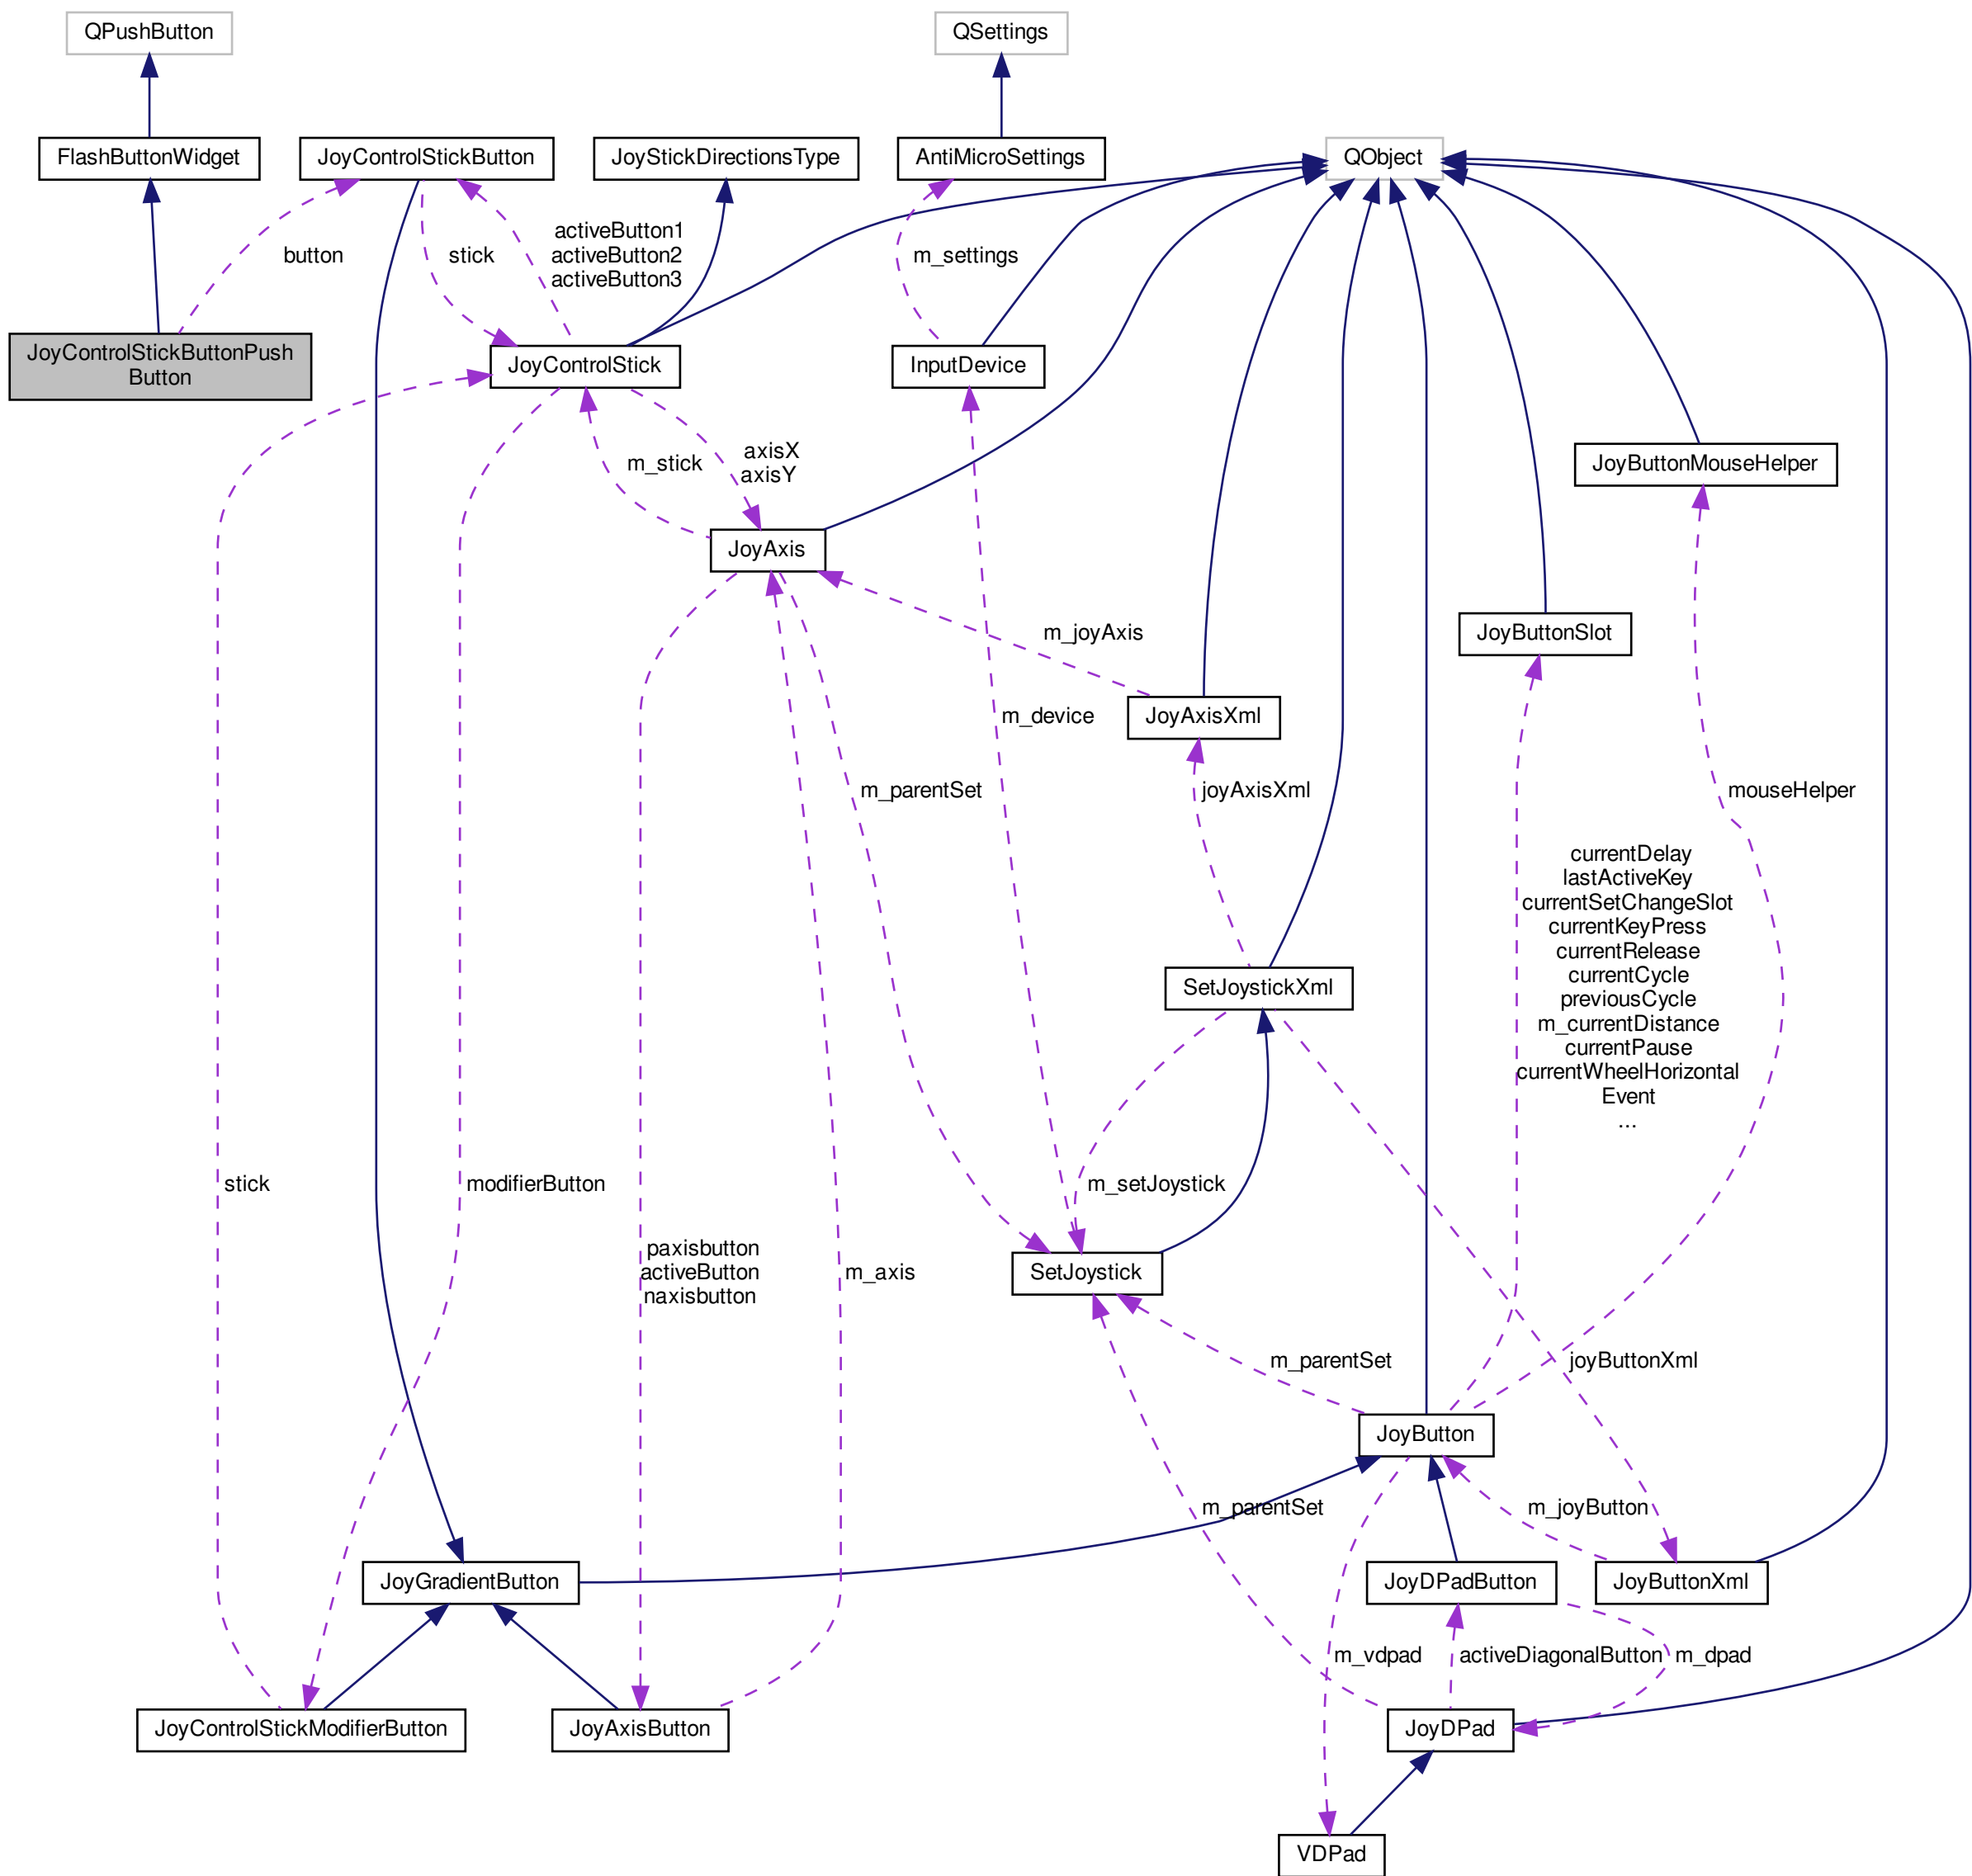 QPushButton
QSettings
FlashButtonWidget
JoyControlStickButton
JoyStickDirectionsType
AntiMicroSettings
QObject
button
stick
activeButton1
activeButton2
activeButton3
m_settings
JoyControlStickButtonPush
Button
JoyControlStick
InputDevice
m_stick
axisX
axisY
JoyButtonMouseHelper
JoyAxis
m_joyAxis
JoyButtonSlot
m_device
JoyAxisXml
m_parentSet
joyAxisXml
mouseHelper
currentDelay
lastActiveKey
currentSetChangeSlot
currentKeyPress
currentRelease
currentCycle
previousCycle
m_currentDistance
currentPause
currentWheelHorizontal
Event
...
SetJoystickXml
stick
modifierButton
m_setJoystick
paxisbutton
activeButton
naxisbutton
m_axis
SetJoystick
m_parentSet
joyButtonXml
JoyButton
m_parentSet
m_joyButton
JoyGradientButton
JoyDPadButton
JoyButtonXml
m_vdpad
activeDiagonalButton
m_dpad
JoyControlStickModifierButton
JoyAxisButton
JoyDPad
VDPad